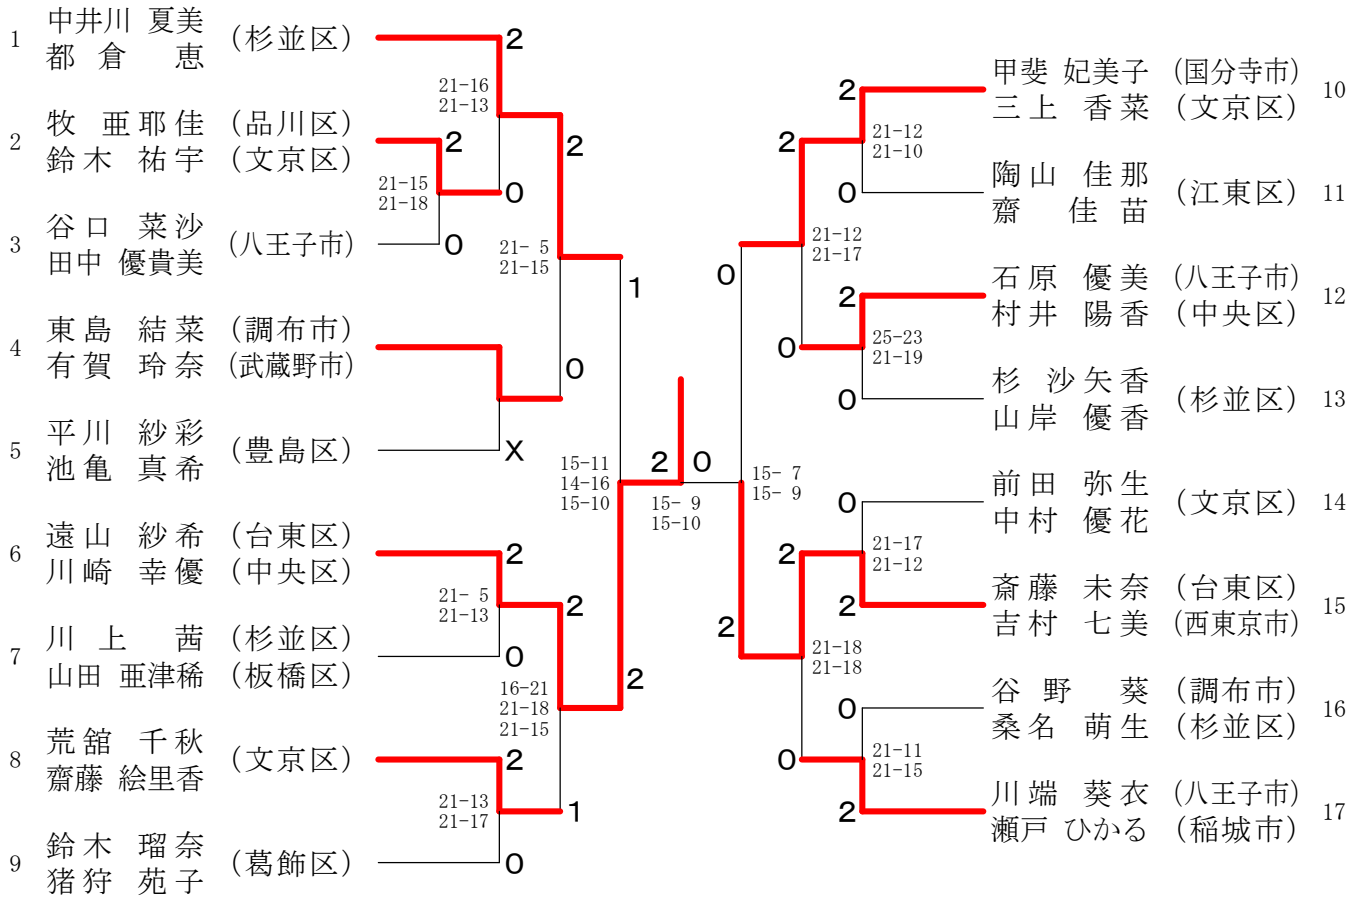 1 中井川 夏美 (杉並区)
都倉 恵
2 牧 亜耶佳 (品川区)
鈴木 祐宇 (文京区)
3 谷口 菜沙 (八王子市)
田中 優貴美
4 東島 結菜 (調布市)
有賀 玲奈 (武蔵野市)
5 平川 紗彩 (豊島区)
池亀 真希
6 遠山 紗希 (台東区)
川崎 幸優 (中央区)
7 川上 茜 (杉並区)
山田 亜津稀 (板橋区)
8 荒舘 千秋 (文京区)
齋藤 絵里香
9 鈴木 瑠奈 (葛飾区)
猪狩 苑子
2
21-16
21-13
2
0
21-15
21-18
0
2
21- 5
21-15
0
X
1
2
21- 5
21-13
0
2
16-21
21-18
21-15
2
21-13
21-17
0
1
2
15-11
14-16
15-10
2 0
15- 9
15-10
0
15- 7
15- 9
2
2
21-12
21-17
0
2
21-18
21-18
0
2
21-12
21-10
0
2
25-23
21-19
0
0
21-17
21-12
2
0
21-11
21-15
2
甲斐 妃美子 (国分寺市) 10
三上 香菜 (文京区)
陶山 佳那 (江東区) 11
齋 佳苗
石原 優美 (八王子市) 12
村井 陽香 (中央区)
杉 沙矢香 (杉並区) 13
山岸 優香
前田 弥生 (文京区) 14
中村 優花
斎藤 未奈 (台東区) 15
吉村 七美 (西東京市)
谷野 葵 (調布市) 16
桑名 萌生 (杉並区)
川端 葵衣 (八王子市) 17
瀬戸 ひかる (稲城市)